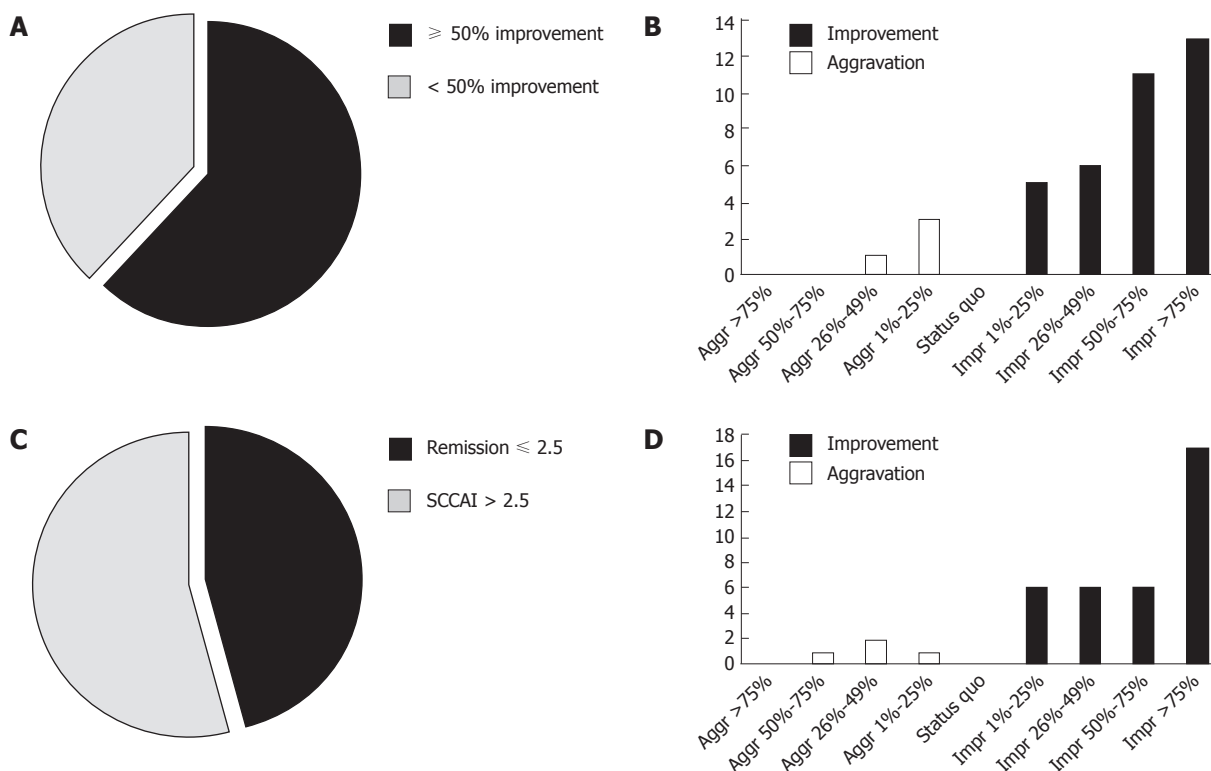 A
≥ 50% improvement
< 50% improvement
B
14
12
10
8
6
4
2
0
Improvement
Aggravation
Aggr >75%
Aggr 50%-75%
Aggr 26%-49%
Aggr 1%-25%
Status quo
Impr 1%-25%
Impr 26%-49%
Impr 50%-75%
Impr >75%
C
Remission ≤ 2.5
SCCAI > 2.5
D
18
16
14
12
10
8
6
4
2
0
Improvement
Aggravation
Aggr >75%
Aggr 50%-75%
Aggr 26%-49%
Aggr 1%-25%
Status quo
Impr 1%-25%
Impr 26%-49%
Impr 50%-75%
Impr >75%